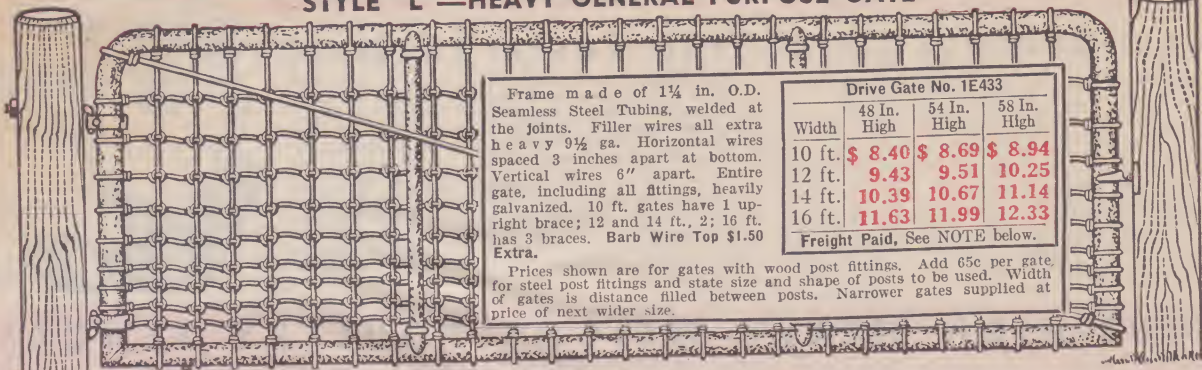 STYLE "L"—HEAVY GENERAL PURPOSE GATE
Frame made of 1¼ in. O.D.
Seamless Steel Tubing, welded at
the joints. Filler wires all extra
heavy 9½ ga. Horizontal wires
spaced 3 inches apart at bottom.
Vertical wires 6" apart. Entire
gate, including all fittings, heavily
galvanized. 10 ft. gates have 1 up-
right brace; 12 and 14 ft., 2; 16 ft.
has 3 braces. Barb Wire Top $1.50
Extra.
Drive Gate No. 1E433
Width 48 In. High 54 In. High 58 In. High
10 ft. $ 8.40 $ 8.69 $ 8.94
12 ft. 9.43 9.51 10.25
14 ft. 10.39 10.67 11.14
16 ft. 11.63 11.99 12.33
Freight Paid, See NOTE below.
Prices shown are for gates with wood post fittings. Add 65c per gate
for steel post fittings and state size and shape of posts to be used. Width
of gates is distance filled between posts. Narrower gates supplied at
price of next wider size.